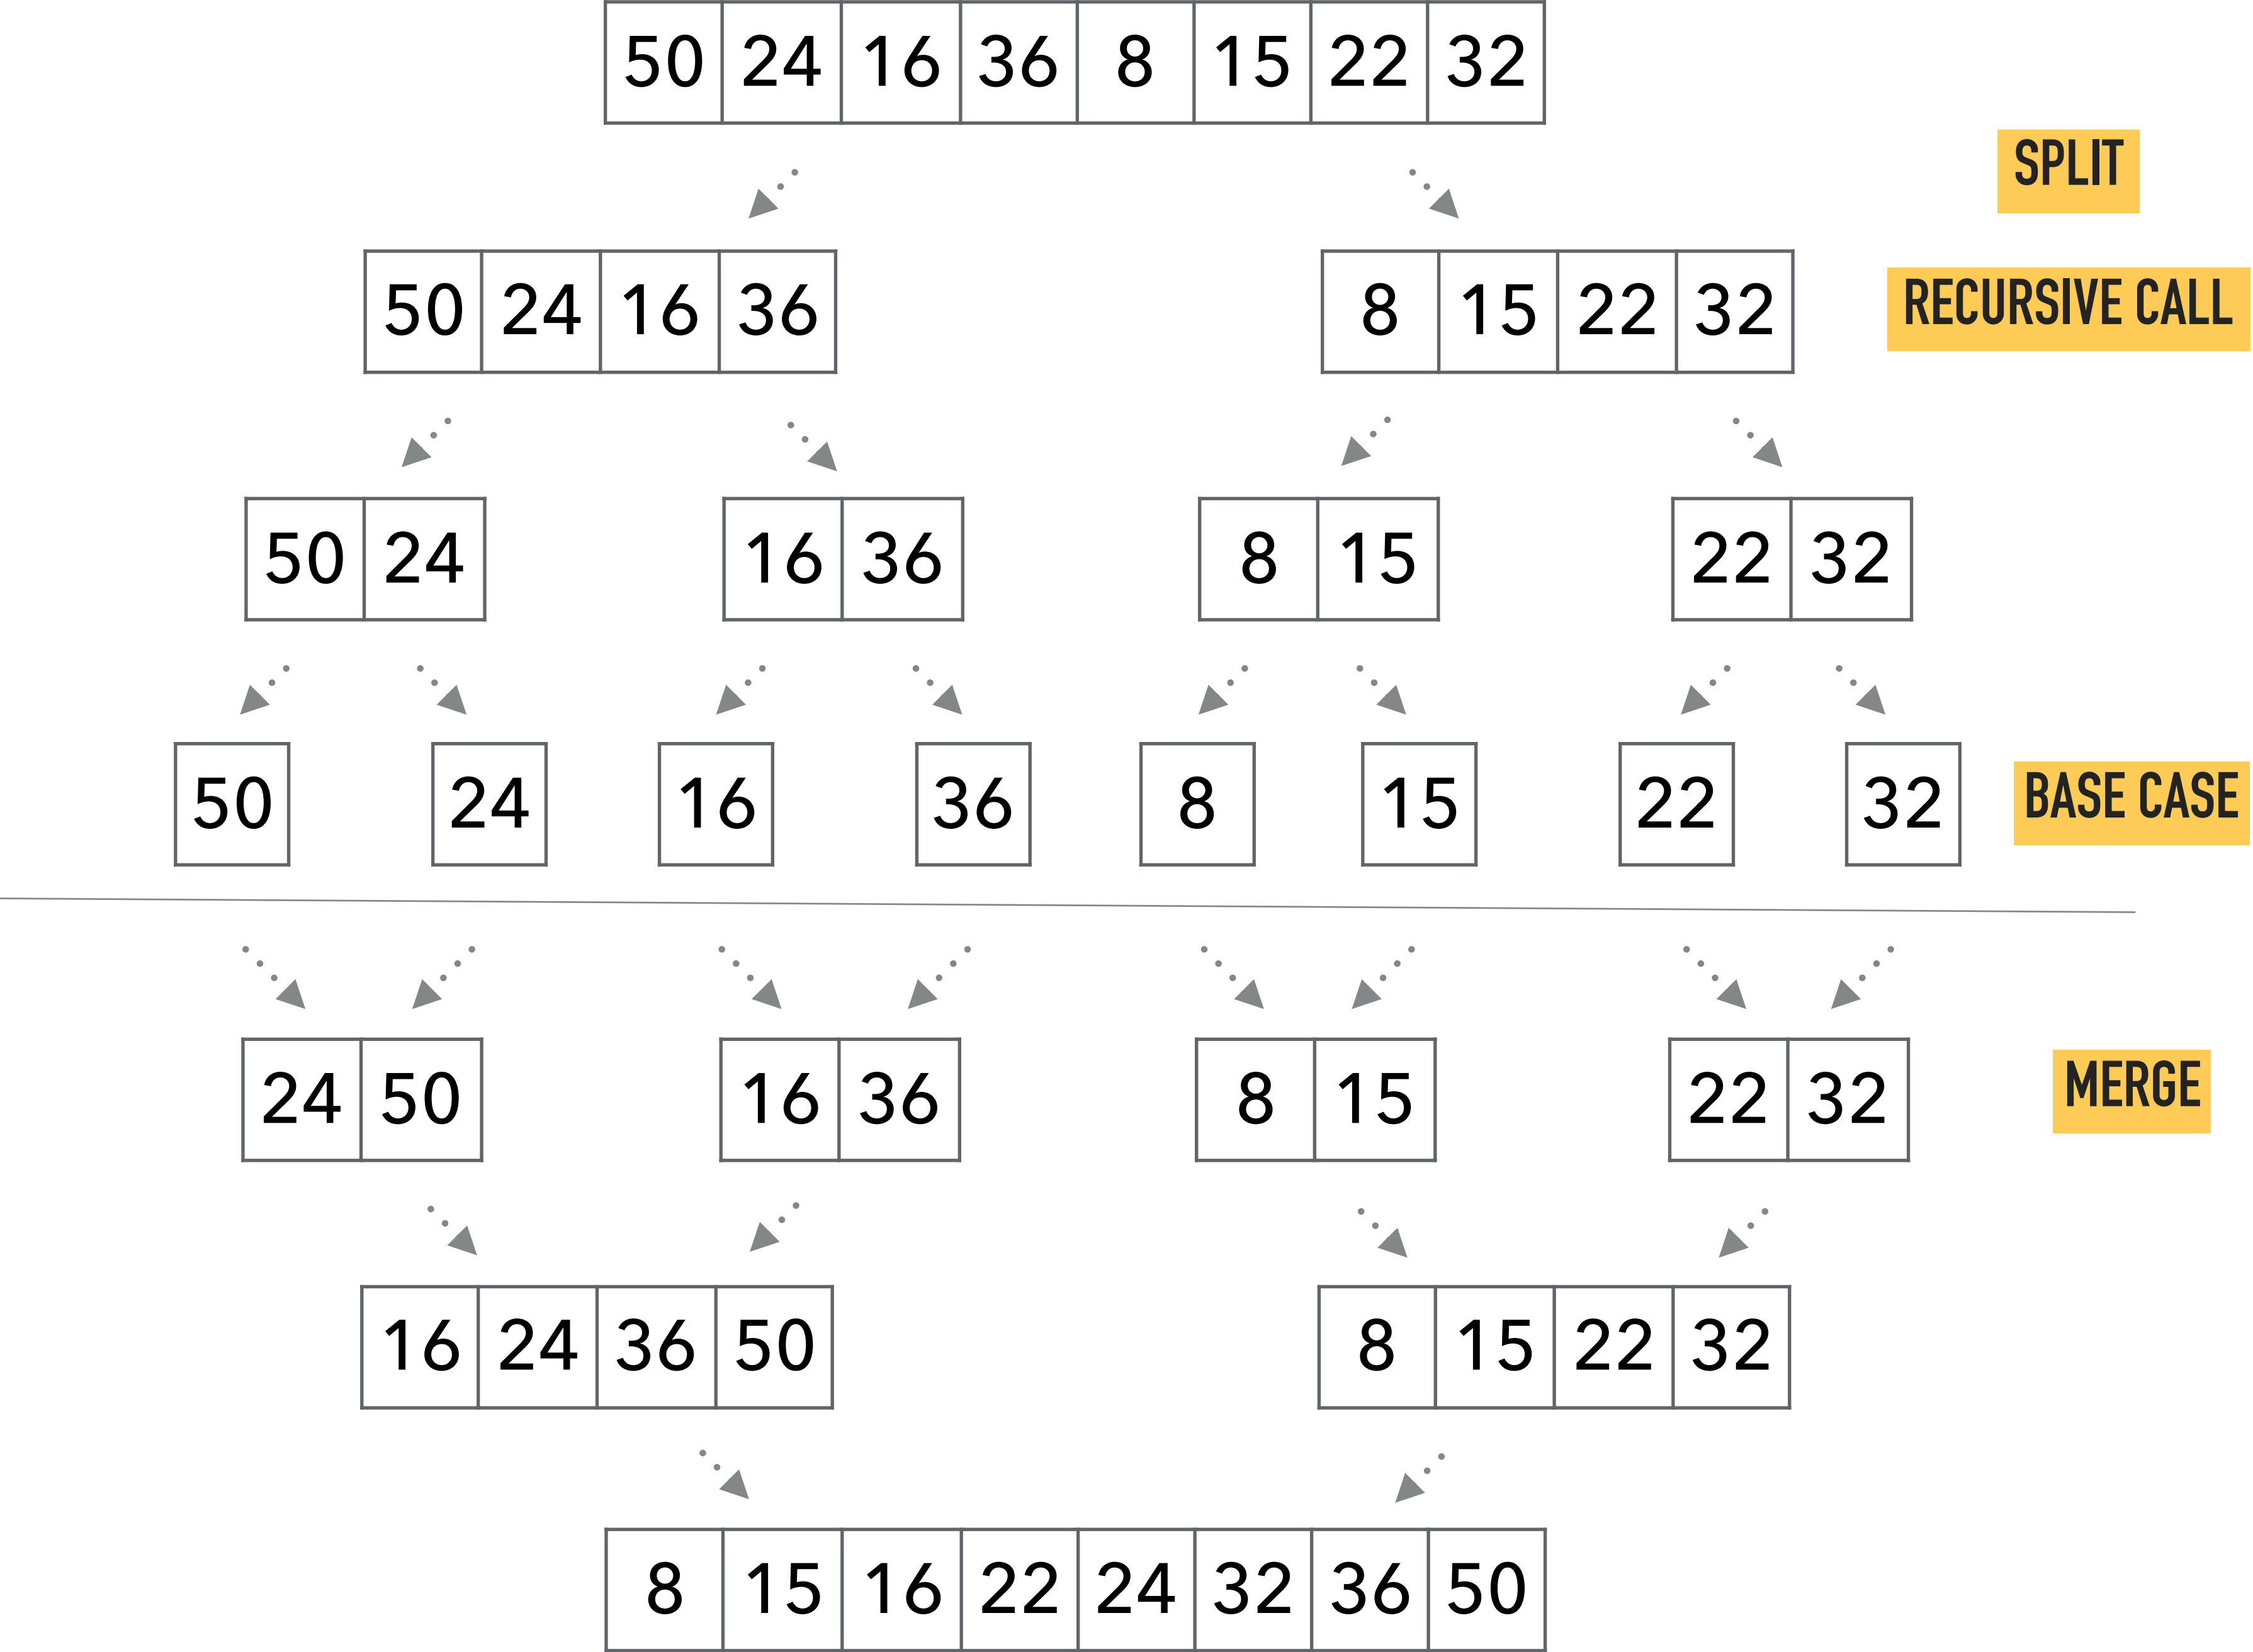 50 24 16 36 8 15 22 32
SPLIT
50 24 16 36 8 15 22 32
RECURSIVE CALL
50 24 16 36 8 15 22 32
50 24 16 36 8 15 22 32
BASE CASE
24 50 16 36 8 15 22 32
MERGE
16 24 36 50 8 15 22 32
8 15 16 22 24 32 36 50